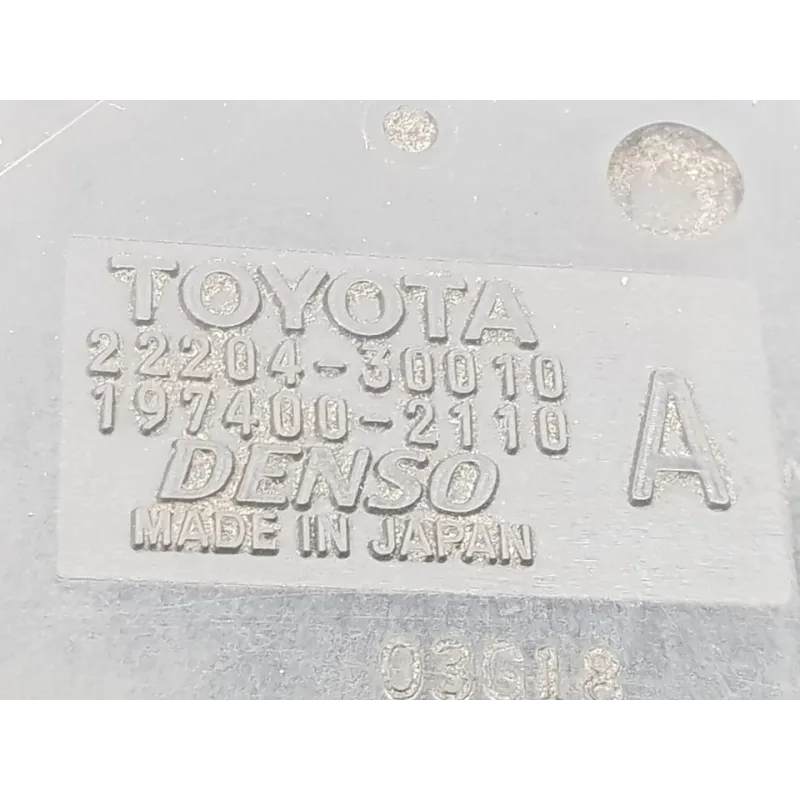 TOYOTA
22204-30010
197400-2110
A
DENSO
MADE IN JAPAN
03G18